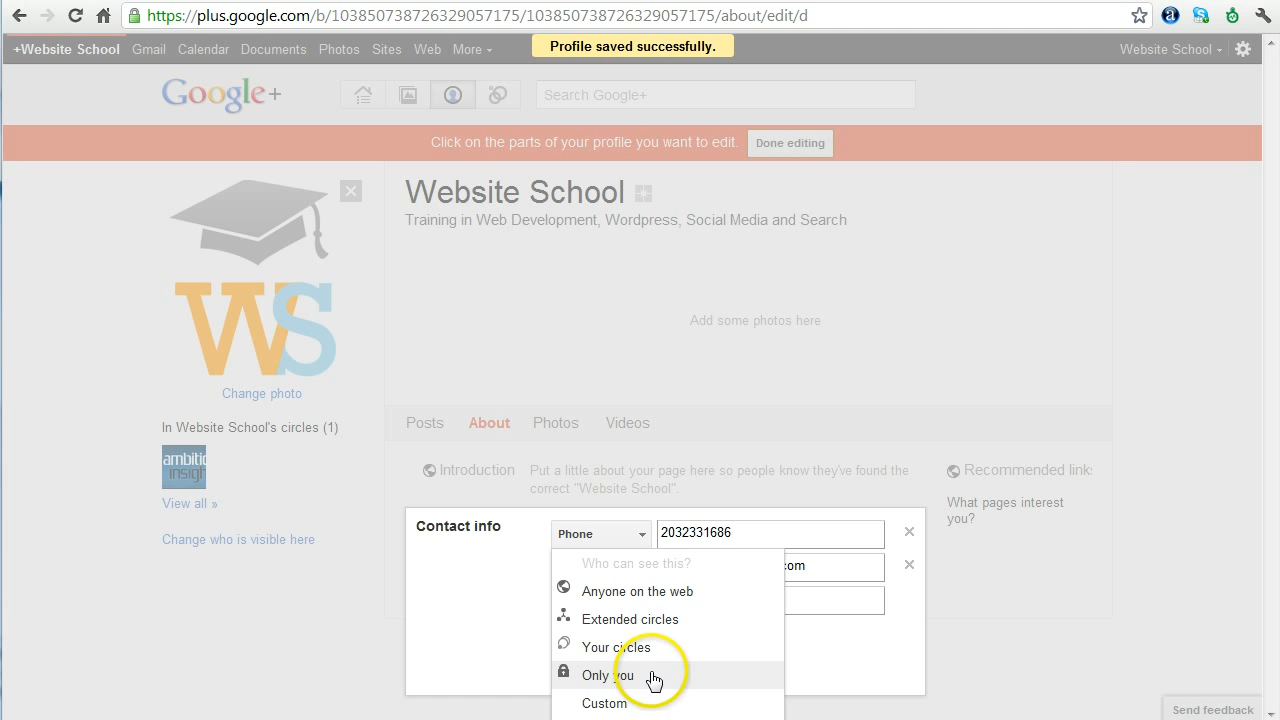 https://plus.google.com/b/103850738726329057175/103850738726329057175/about/edit/d
+Website School Gmail Calendar Documents Photos Sites Web More Profile saved successfully. Website School
Google+ Search Google+
Click on the parts of your profile you want to edit. Done editing
Website School
Training in Web Development, Wordpress, Social Media and Search
WS
Add some photos here
Change photo
Posts About Photos Videos
In Website School's circles (1)
ambitio
insigh
Introduction Put a little about your page here so people know they've found the
correct "Website School".
Recommended links
What pages interest
you?
View all »
Change who is visible here
Contact info Phone 2032331686
Who can see this? com
Anyone on the web
Extended circles
Your circles
Only you
Custom
Send feedback